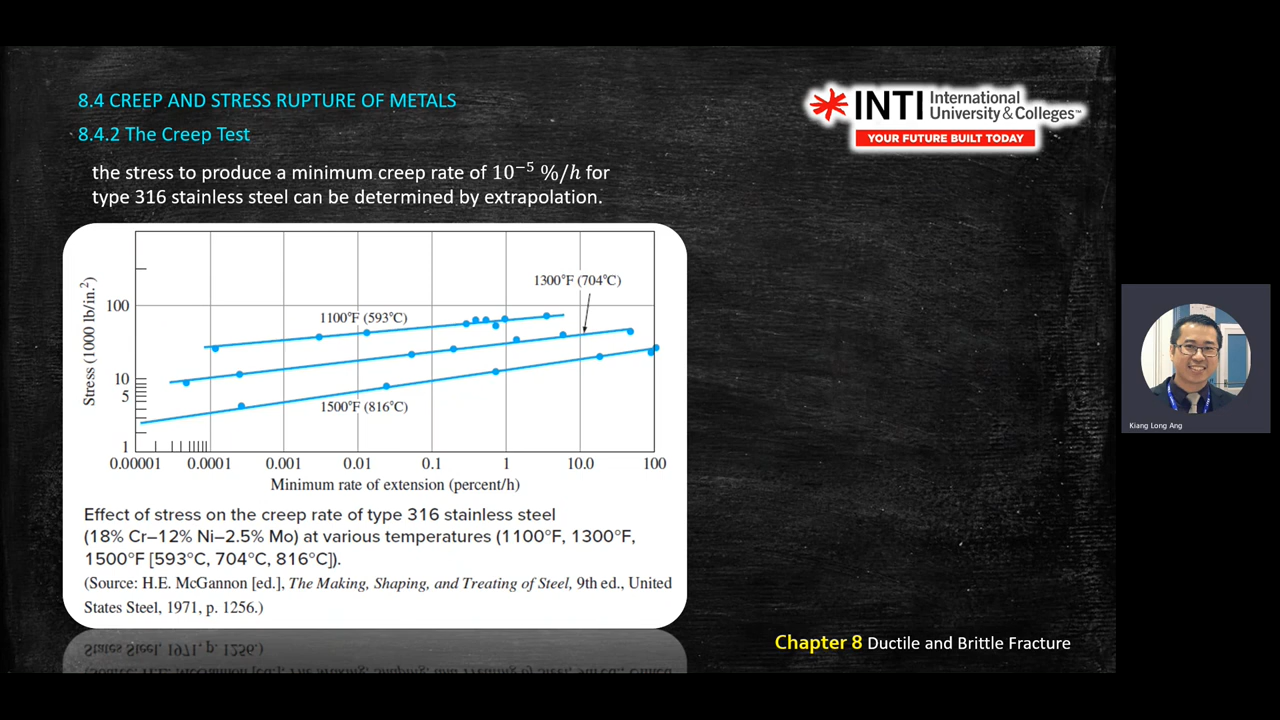 8.4 CREEP AND STRESS RUPTURE OF METALS
8.4.2 The Creep Test
INTI International
University & Colleges™
YOUR FUTURE BUILT TODAY
the stress to produce a minimum creep rate of 10⁻⁵ %/h for
type 316 stainless steel can be determined by extrapolation.
Stress (1000 lb/in.²)
100
10
5
1
1100°F (593°C)
1300°F (704°C)
1500°F (816°C)
0.00001 0.0001 0.001 0.01 0.1 1 10.0 100
Minimum rate of extension (percent/h)
Effect of stress on the creep rate of type 316 stainless steel
(18% Cr–12% Ni–2.5% Mo) at various temperatures (1100°F, 1300°F,
1500°F [593°C, 704°C, 816°C]).
(Source: H.E. McGannon [ed.], The Making, Shaping, and Treating of Steel, 9th ed., United
States Steel, 1971, p. 1256.)
Chapter 8 Ductile and Brittle Fracture
Kiang Long Ang